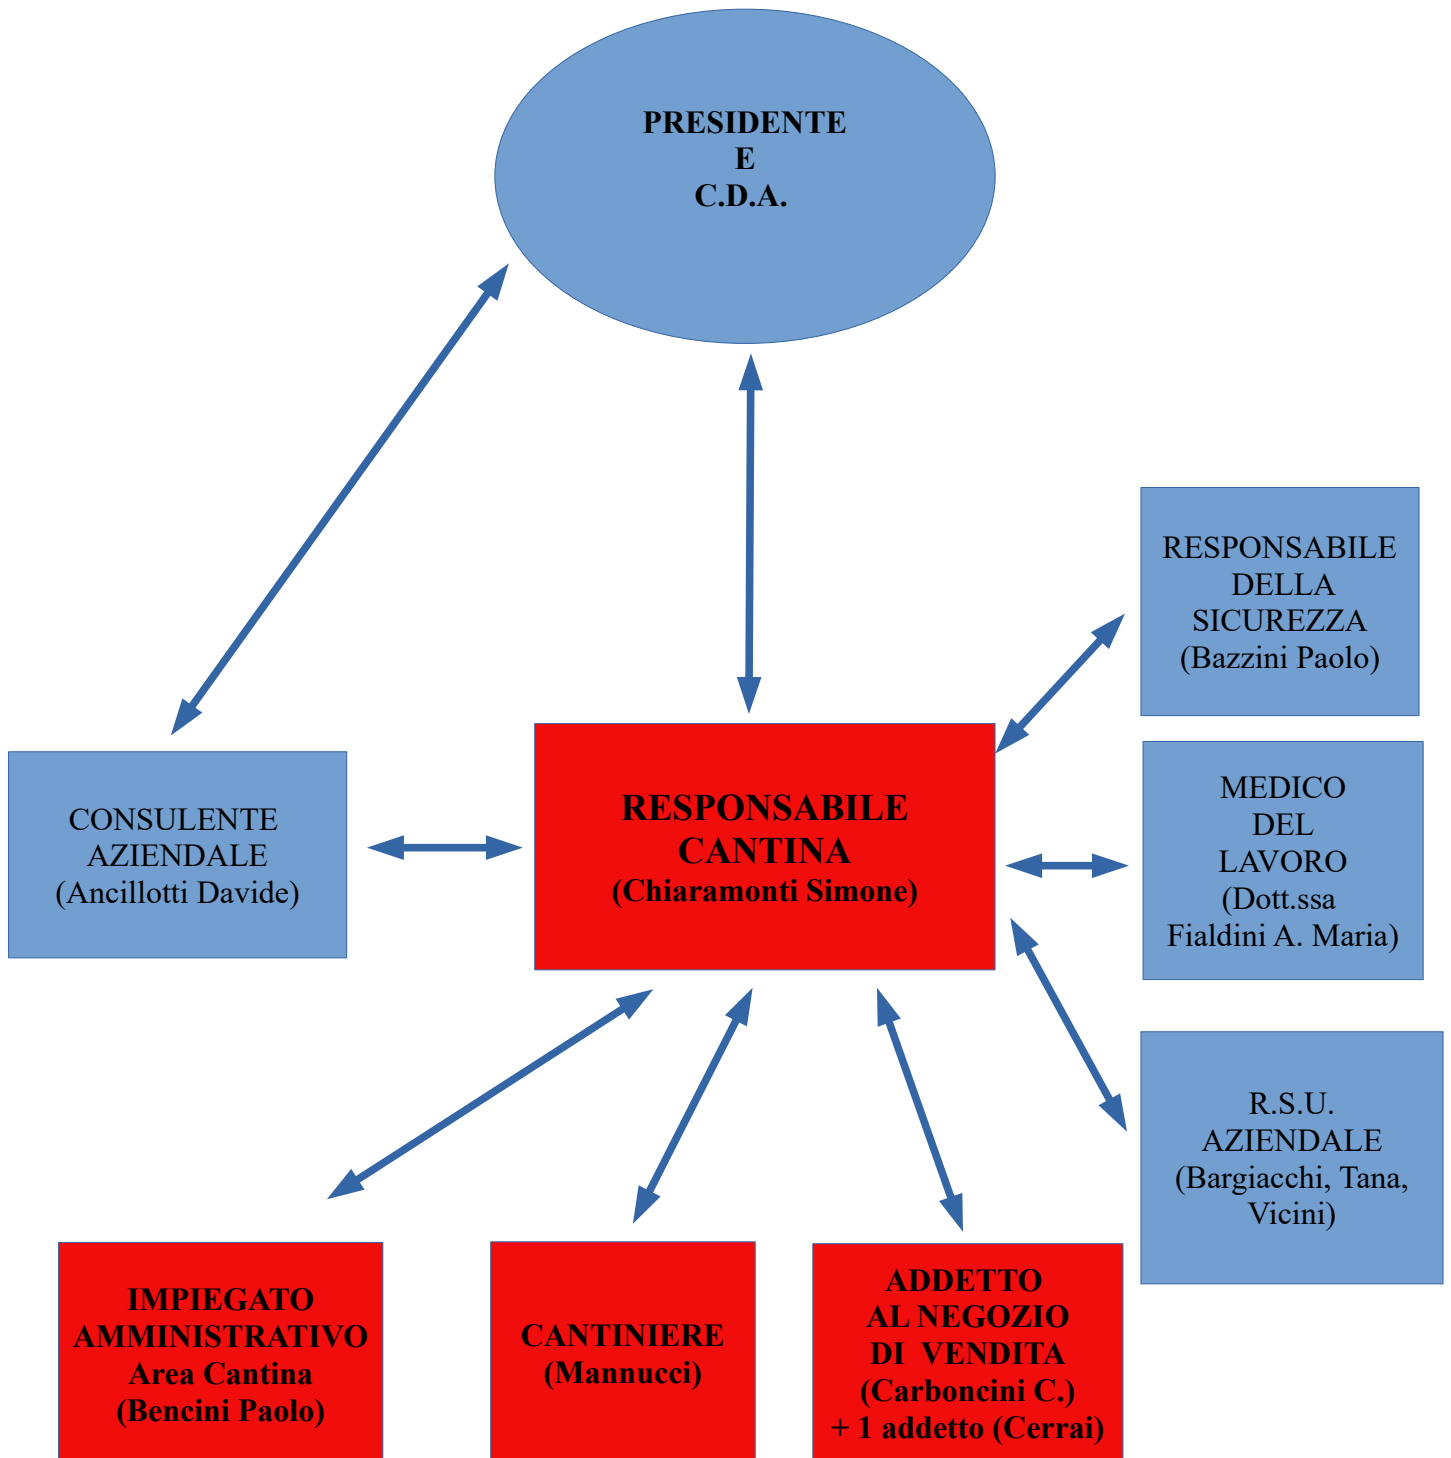 PRESIDENTE
E
C.D.A.
RESPONSABILE
DELLA
SICUREZZA
(Bazzini Paolo)
CONSULENTE
AZIENDALE
(Ancillotti Davide)
RESPONSABILE
CANTINA
(Chiaramonti Simone)
MEDICO
DEL
LAVORO
(Dott.ssa
Fialdini A. Maria)
R.S.U.
AZIENDALE
(Bargiacchi, Tana,
Vicini)
IMPIEGATO
AMMINISTRATIVO
Area Cantina
(Bencini Paolo)
CANTINIERE
(Mannucci)
ADDETTO
AL NEGOZIO
DI VENDITA
(Carboncini C.)
+ 1 addetto (Cerrai)